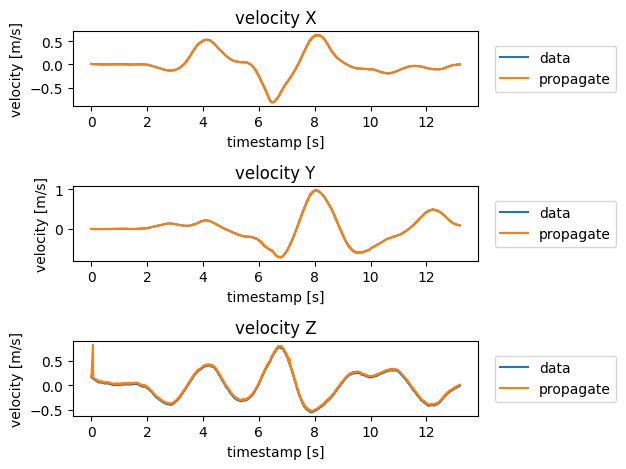 velocity X
velocity [m/s]
0.5
0.0
−0.5
0
2
4
6
8
10
12
timestamp [s]
data
propagate
velocity Y
velocity [m/s]
1
0
0
2
4
6
8
10
12
timestamp [s]
data
propagate
velocity Z
velocity [m/s]
0.5
0.0
−0.5
0
2
4
6
8
10
12
timestamp [s]
data
propagate